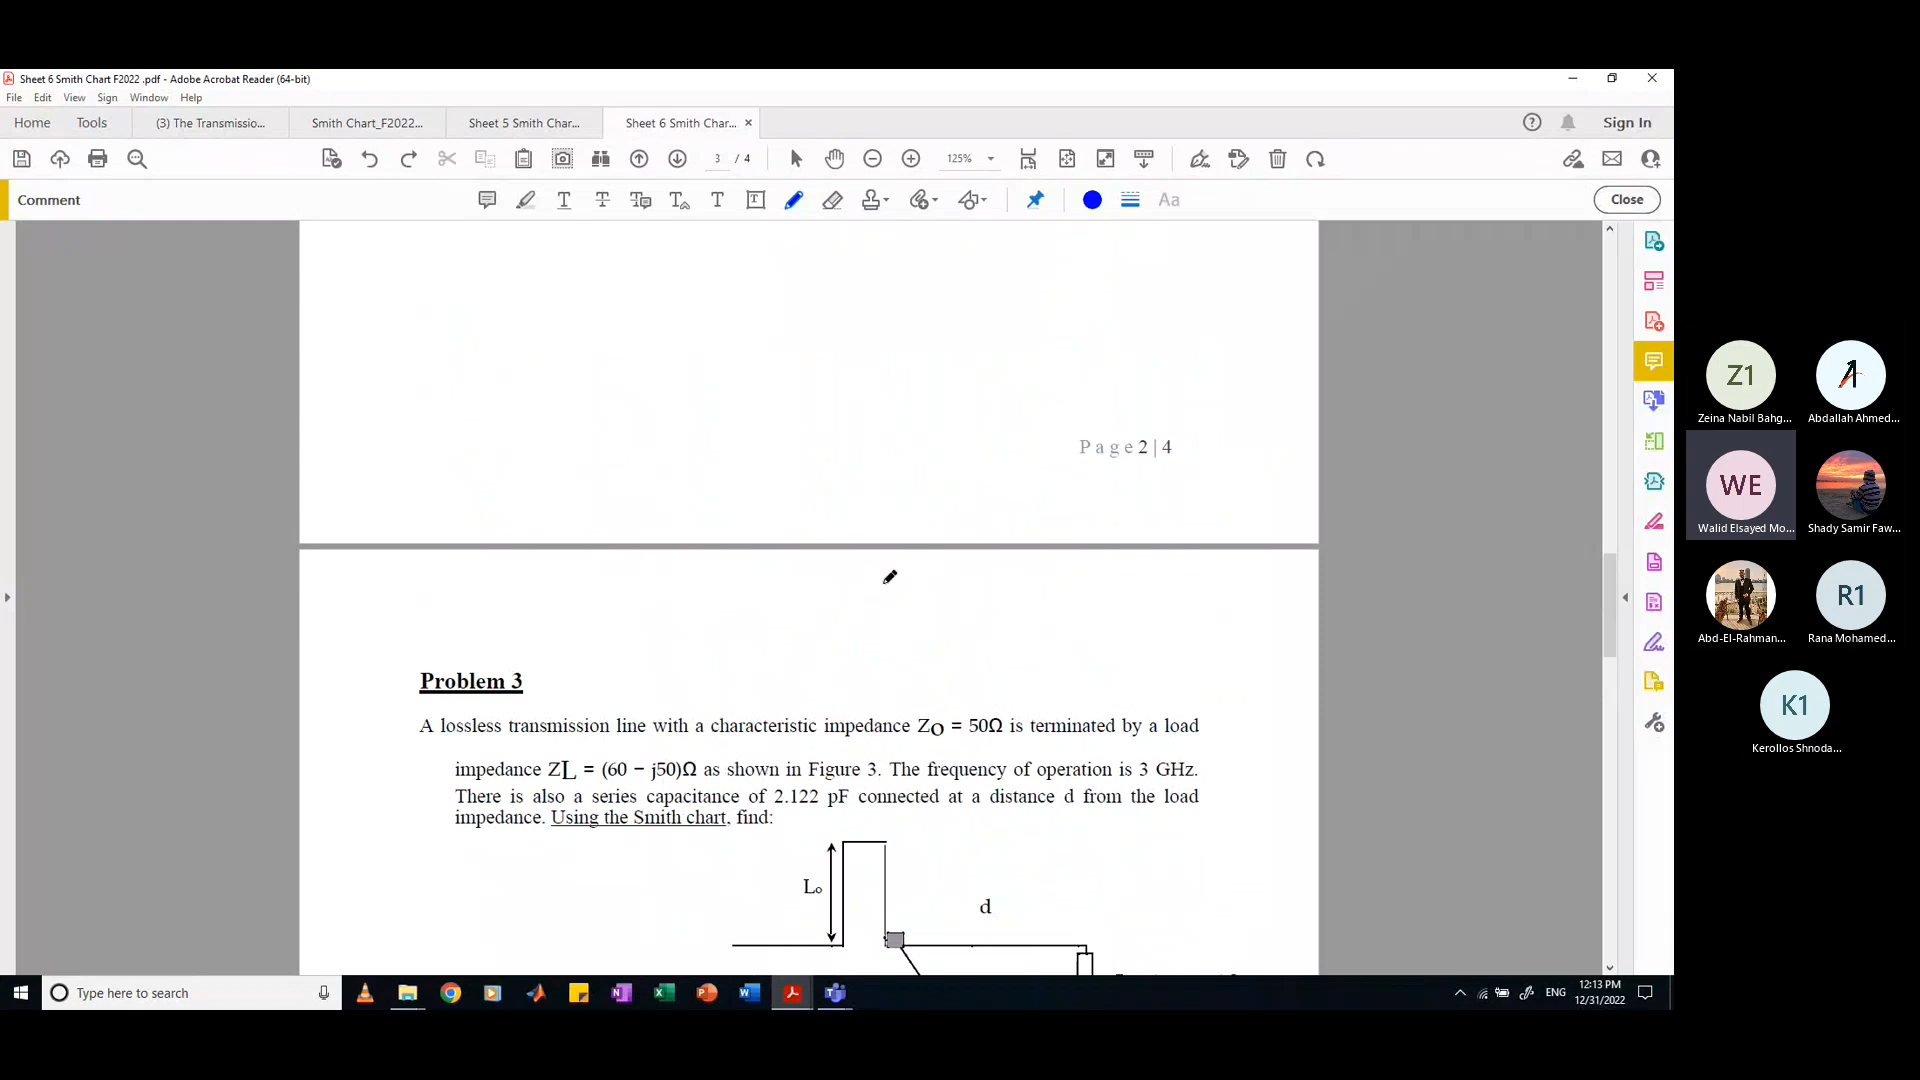 Sheet 6 Smith Chart F2022 .pdf - Adobe Acrobat Reader (64-bit)
File Edit View Sign Window Help
Home Tools (3) The Transmissio... Smith Chart_F2022... Sheet 5 Smith Char... Sheet 6 Smith Char... × Sign In
3 / 4 125%
Comment Aa Close
Page 2 | 4
Problem 3
A lossless transmission line with a characteristic impedance ZO = 50Ω is terminated by a load
impedance ZL = (60 − j50)Ω as shown in Figure 3. The frequency of operation is 3 GHz.
There is also a series capacitance of 2.122 pF connected at a distance d from the load
impedance. Using the Smith chart, find:
Lo
d
Z1
Zeina Nabil Bahg...
Abdallah Ahmed...
WE
Walid Elsayed Mo...
Shady Samir Faw...
Abd-El-Rahman...
R1
Rana Mohamed...
K1
Kerollos Shnoda...
Type here to search
ENG
12:13 PM
12/31/2022